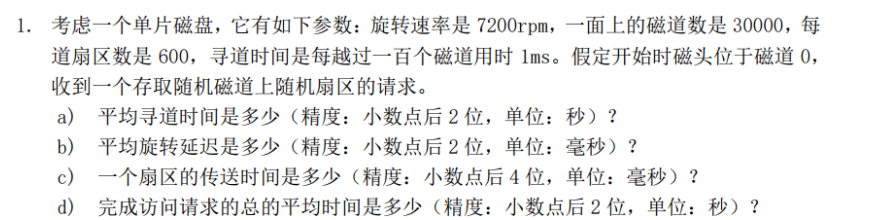 1. 考虑一个单片磁盘，它有如下参数：旋转速率是 7200rpm，一面上的磁道数是 30000，每
道扇区数是 600，寻道时间是每越过一百个磁道用时 1ms。假定开始时磁头位于磁道 0，
收到一个存取随机磁道上随机扇区的请求。
a) 平均寻道时间是多少（精度：小数点后 2 位，单位：秒）？
b) 平均旋转延迟是多少（精度：小数点后 2 位，单位：毫秒）？
c) 一个扇区的传送时间是多少（精度：小数点后 4 位，单位：毫秒）？
d) 完成访问请求的总的平均时间是多少（精度：小数点后 2 位，单位：秒）？